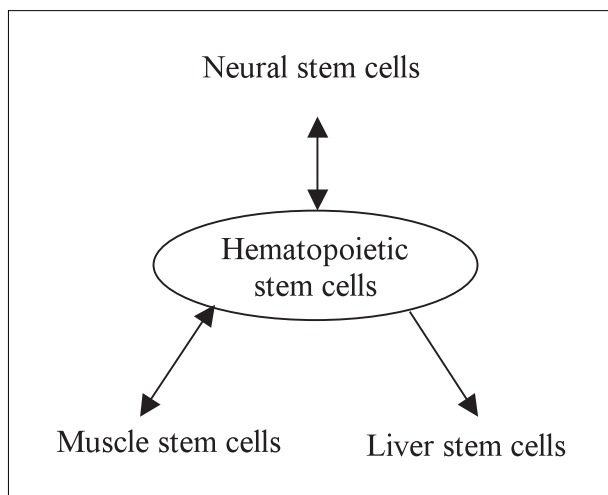 Neural stem cells
Hematopoietic
stem cells
Muscle stem cells
Liver stem cells